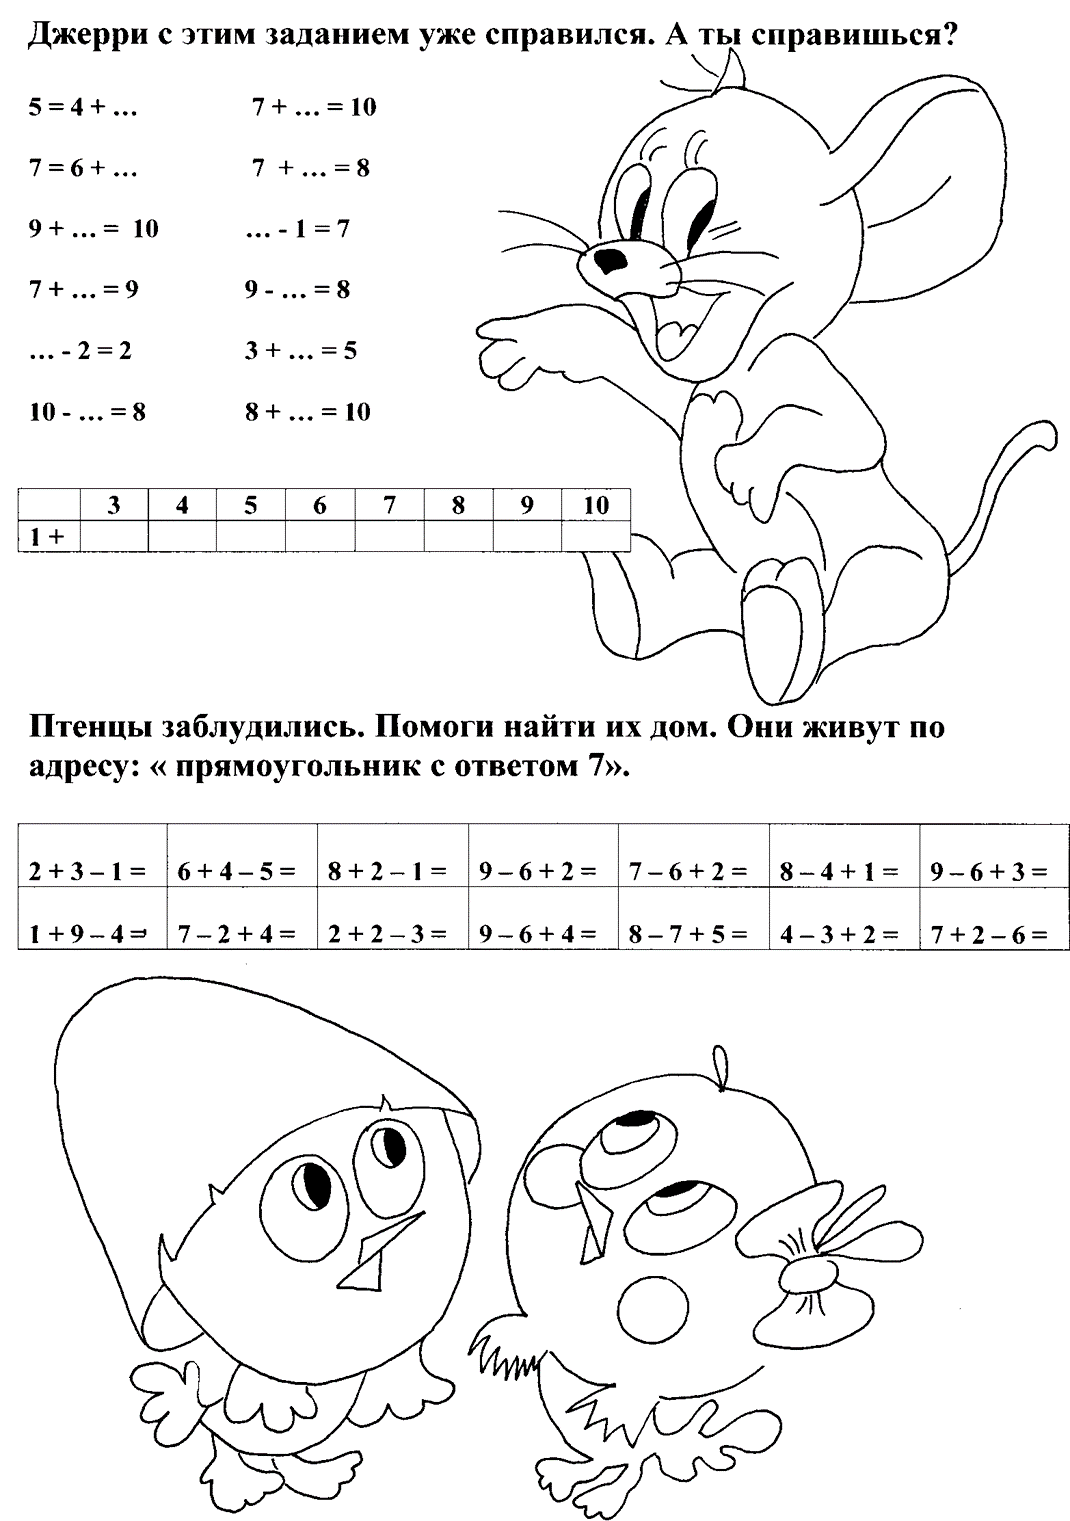 Джерри с этим заданием уже справился. А ты справишься?
5 = 4 + … 7 + … = 10
7 = 6 + … 7 + … = 8
9 + … = 10 … - 1 = 7
7 + … = 9 9 - … = 8
… - 2 = 2 3 + … = 5
10 - … = 8 8 + … = 10
3 4 5 6 7 8 9 10
1 +
Птенцы заблудились. Помоги найти их дом. Они живут по
адресу: « прямоугольник с ответом 7».
2 + 3 – 1 = 6 + 4 – 5 = 8 + 2 – 1 = 9 – 6 + 2 = 7 – 6 + 2 = 8 – 4 + 1 = 9 – 6 + 3 =
1 + 9 – 4 = 7 – 2 + 4 = 2 + 2 – 3 = 9 – 6 + 4 = 8 – 7 + 5 = 4 – 3 + 2 = 7 + 2 – 6 =